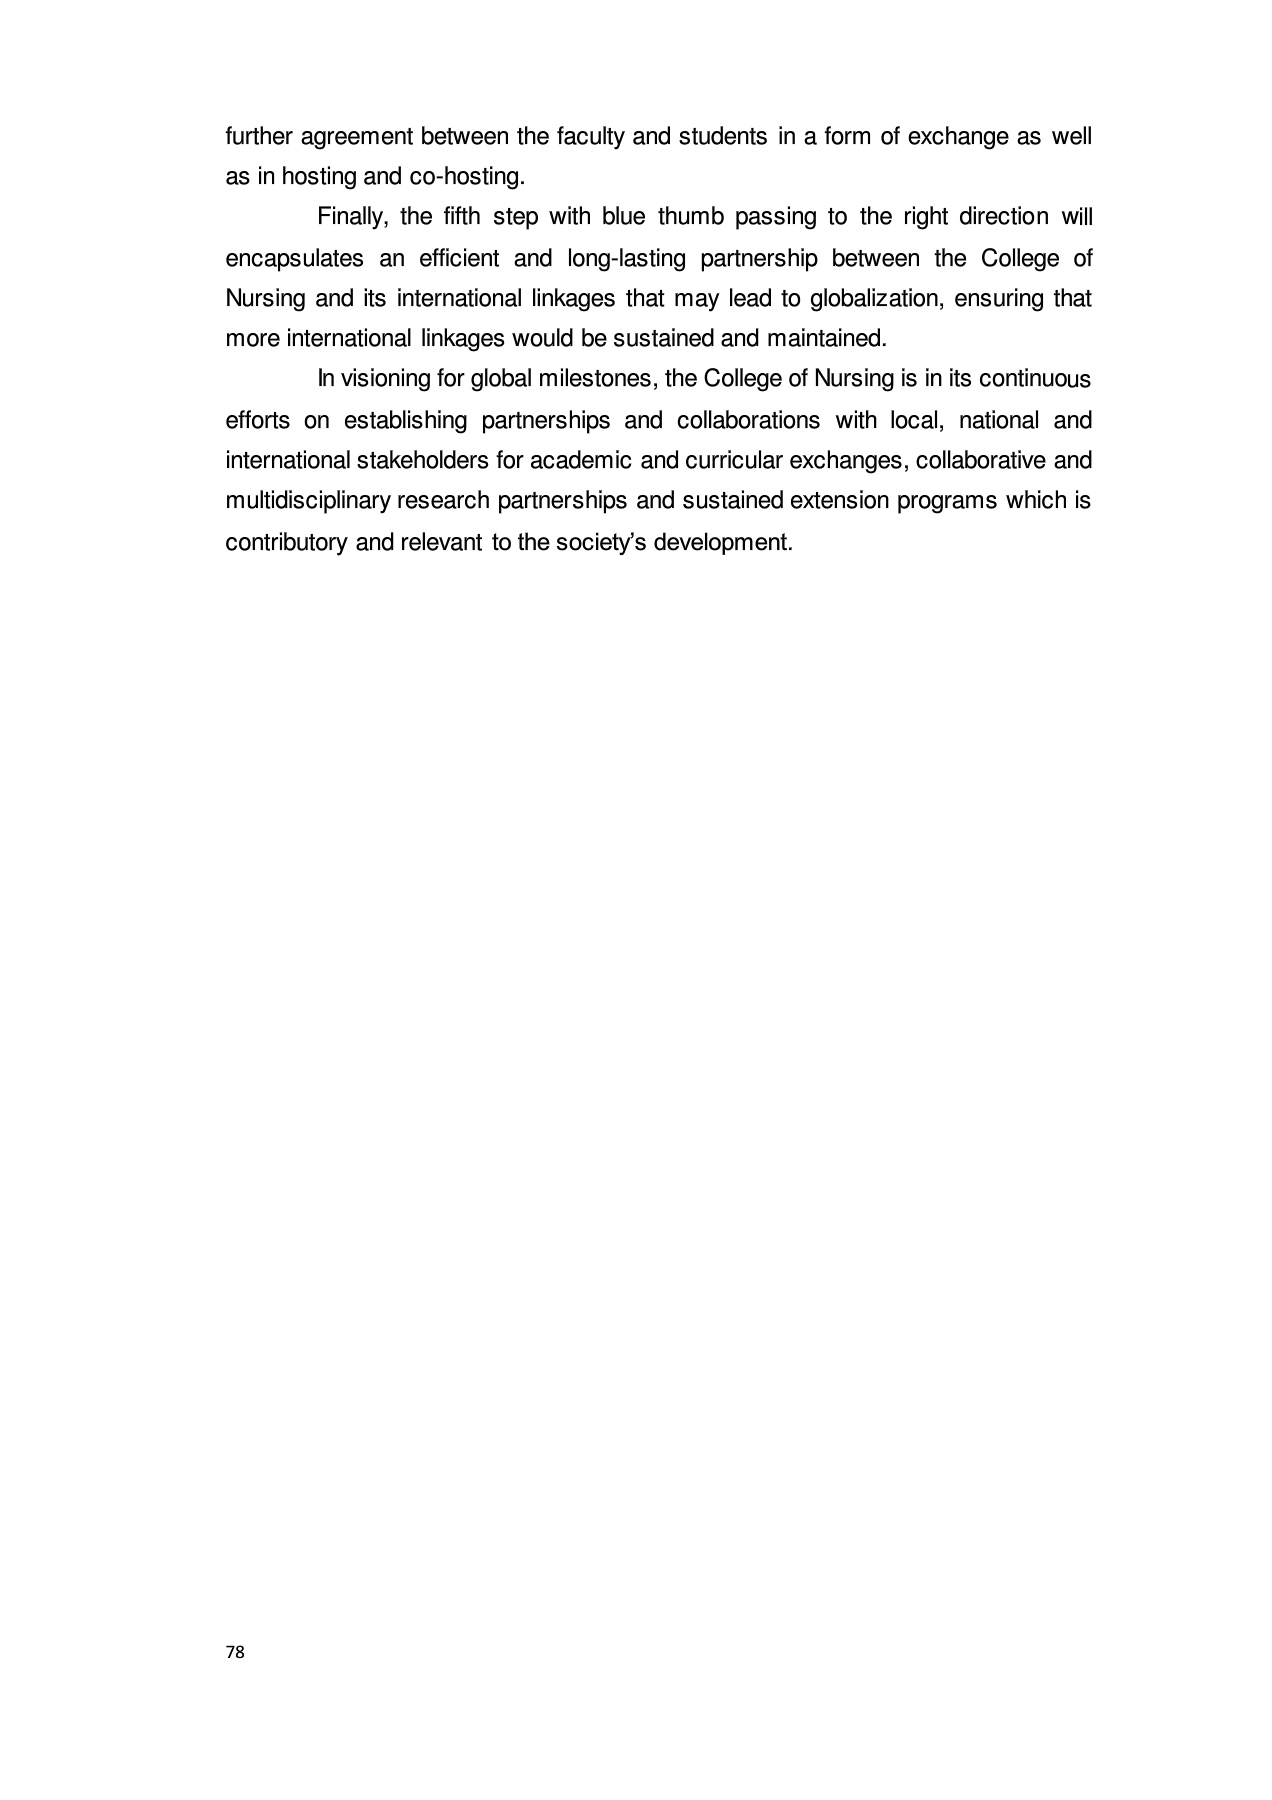 further agreement between the faculty and students in a form of exchange as well
as in hosting and co-hosting.
Finally, the fifth step with blue thumb passing to the right direction will
encapsulates an efficient and long-lasting partnership between the College of
Nursing and its international linkages that may lead to globalization, ensuring that
more international linkages would be sustained and maintained.
In visioning for global milestones, the College of Nursing is in its continuous
efforts on establishing partnerships and collaborations with local, national and
international stakeholders for academic and curricular exchanges, collaborative and
multidisciplinary research partnerships and sustained extension programs which is
contributory and relevant to the society’s development.
78